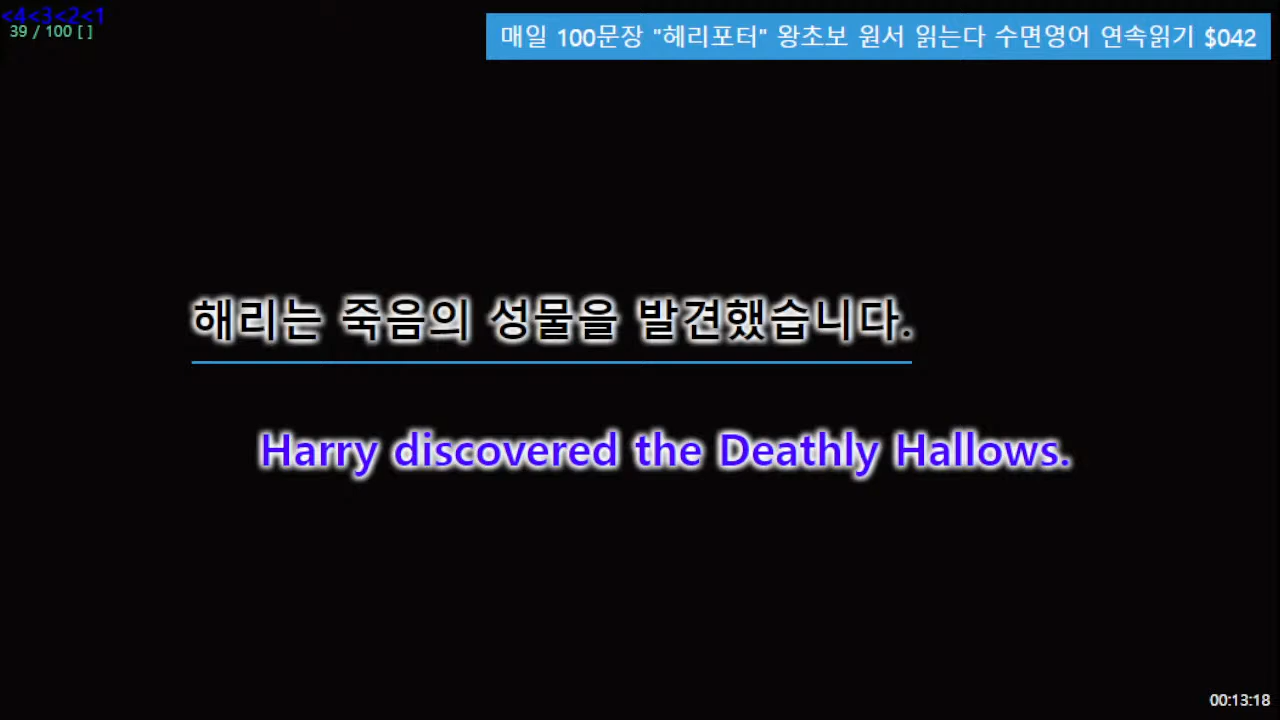 <4<3<2<1
39 / 100 [ ]
매일 100문장 "헤리포터" 왕초보 원서 읽는다 수면영어 연속읽기 $042
해리는 죽음의 성물을 발견했습니다.
Harry discovered the Deathly Hallows.
00:13:18